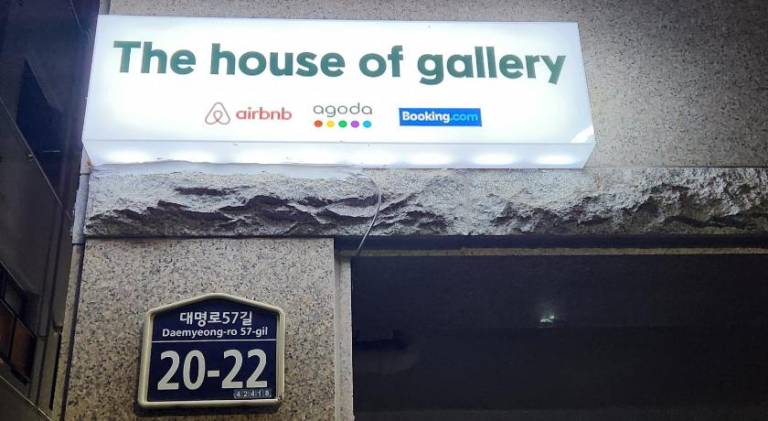 The house of gallery
airbnb agoda Booking.com
대명로57길
Daemyeong-ro 57-gil
20-22
42418